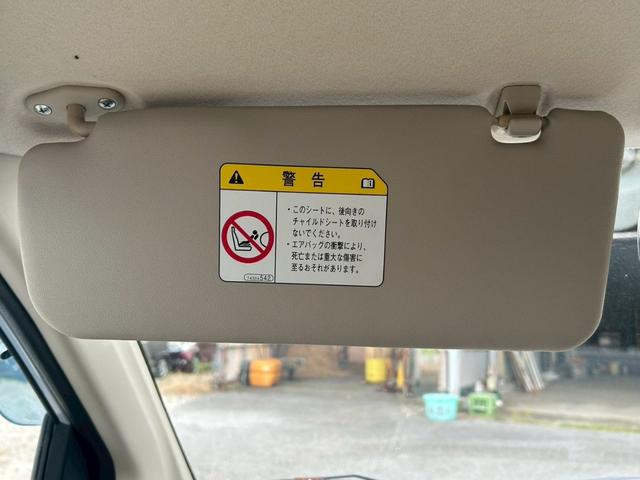 警告
・このシートに、後向きの
チャイルドシートを取り付け
ないでください。
・エアバッグの衝撃により、
死亡または重大な傷害に
至るおそれがあります。
74324-542